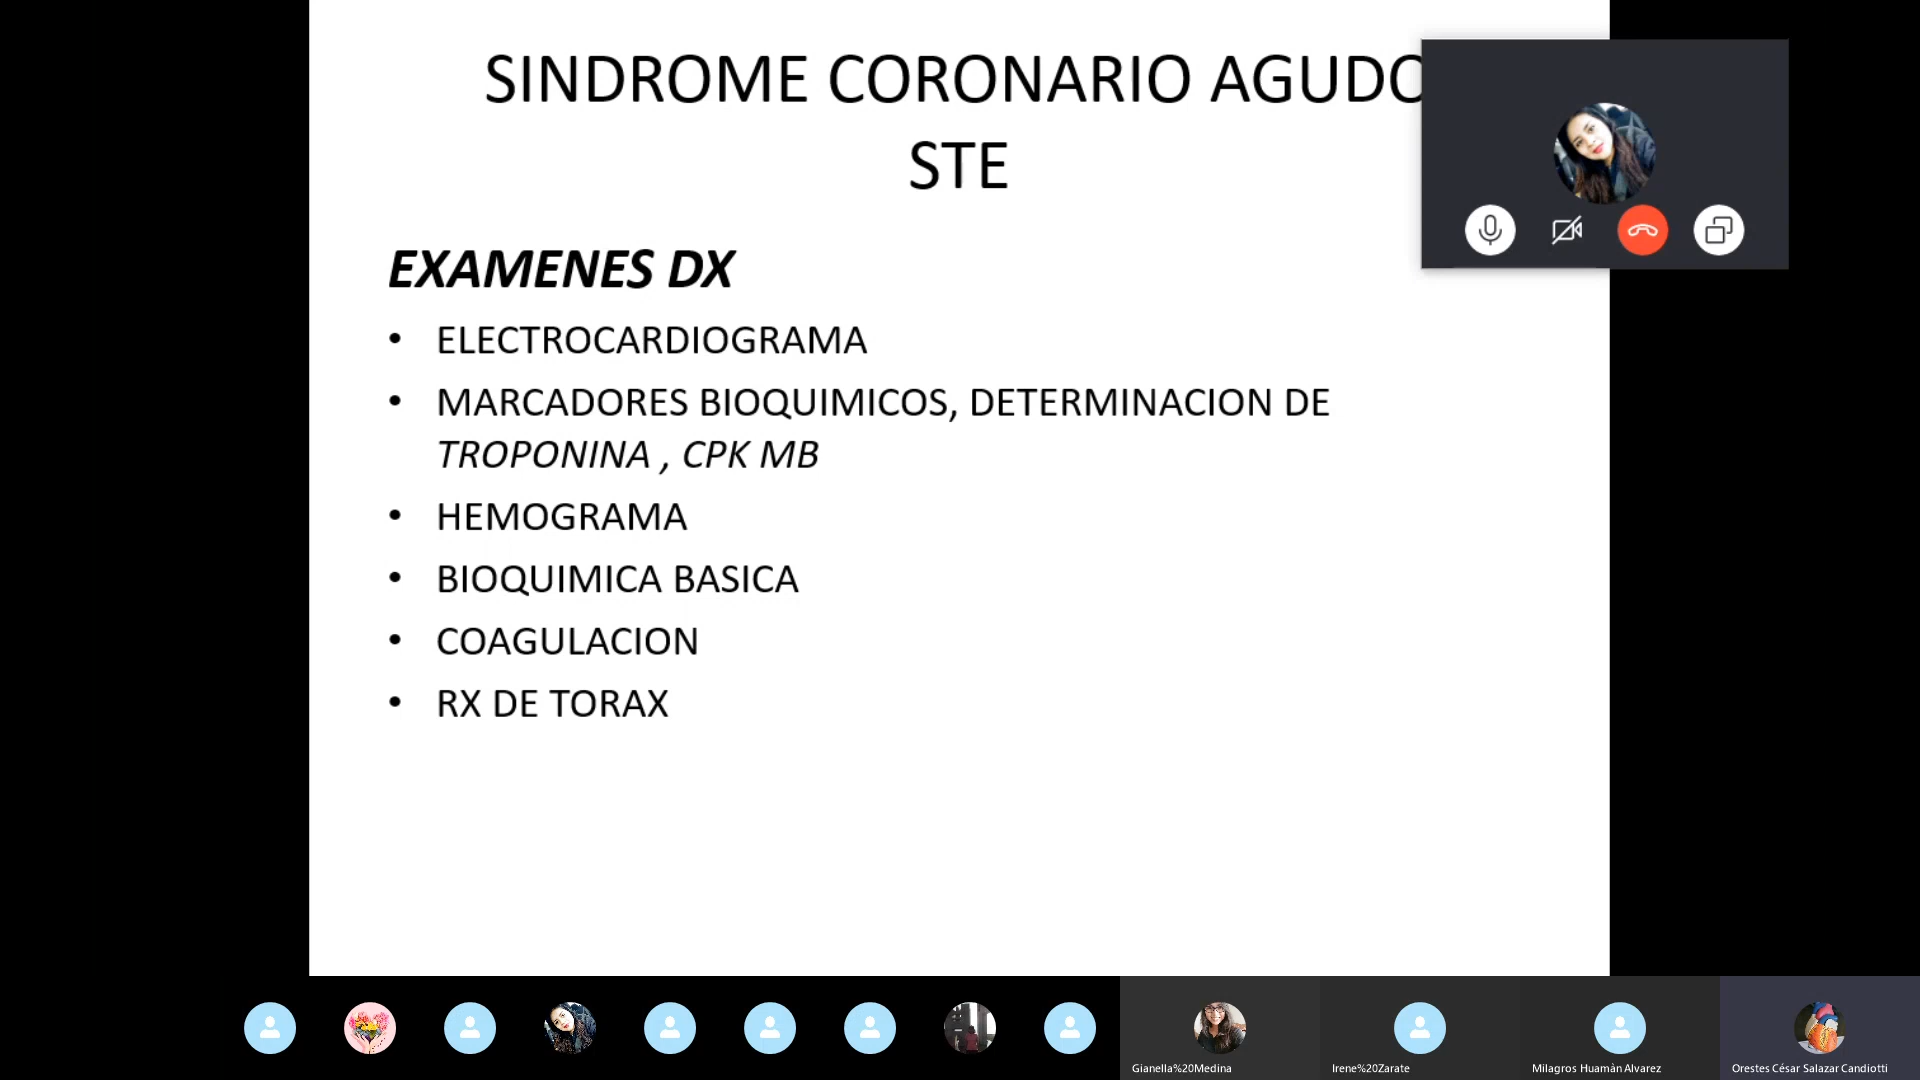 SINDROME CORONARIO AGUDO
STE
EXAMENES DX
• ELECTROCARDIOGRAMA
• MARCADORES BIOQUIMICOS, DETERMINACION DE
TROPONINA , CPK MB
• HEMOGRAMA
• BIOQUIMICA BASICA
• COAGULACION
• RX DE TORAX
Gianella%20Medina
Irene%20Zarate
Milagros Huamàn Alvarez
Orestes César Salazar Candiotti